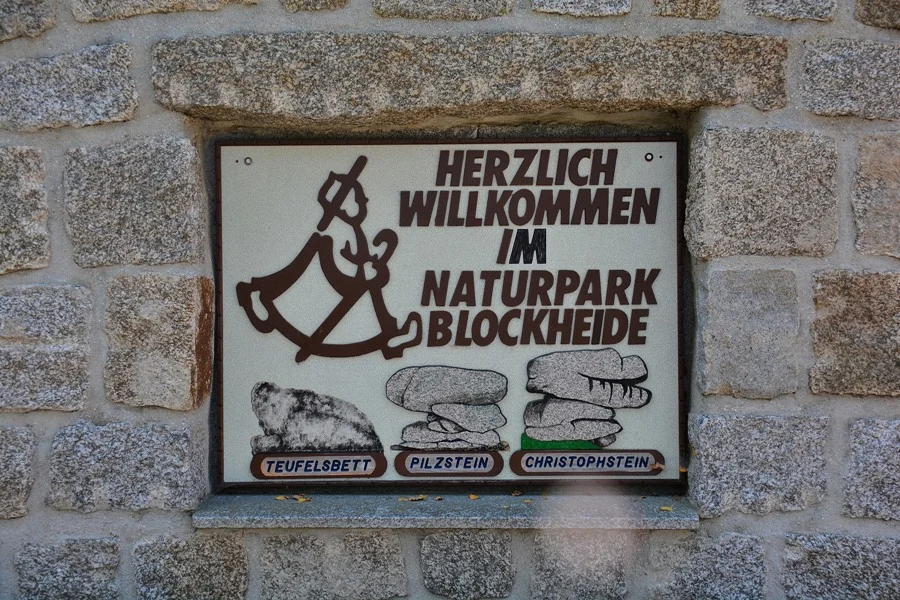 HERZLICH
WILLKOMMEN
IM
NATURPARK
BLOCKHEIDE
TEUFELSBETT PILZSTEIN CHRISTOPHSTEIN